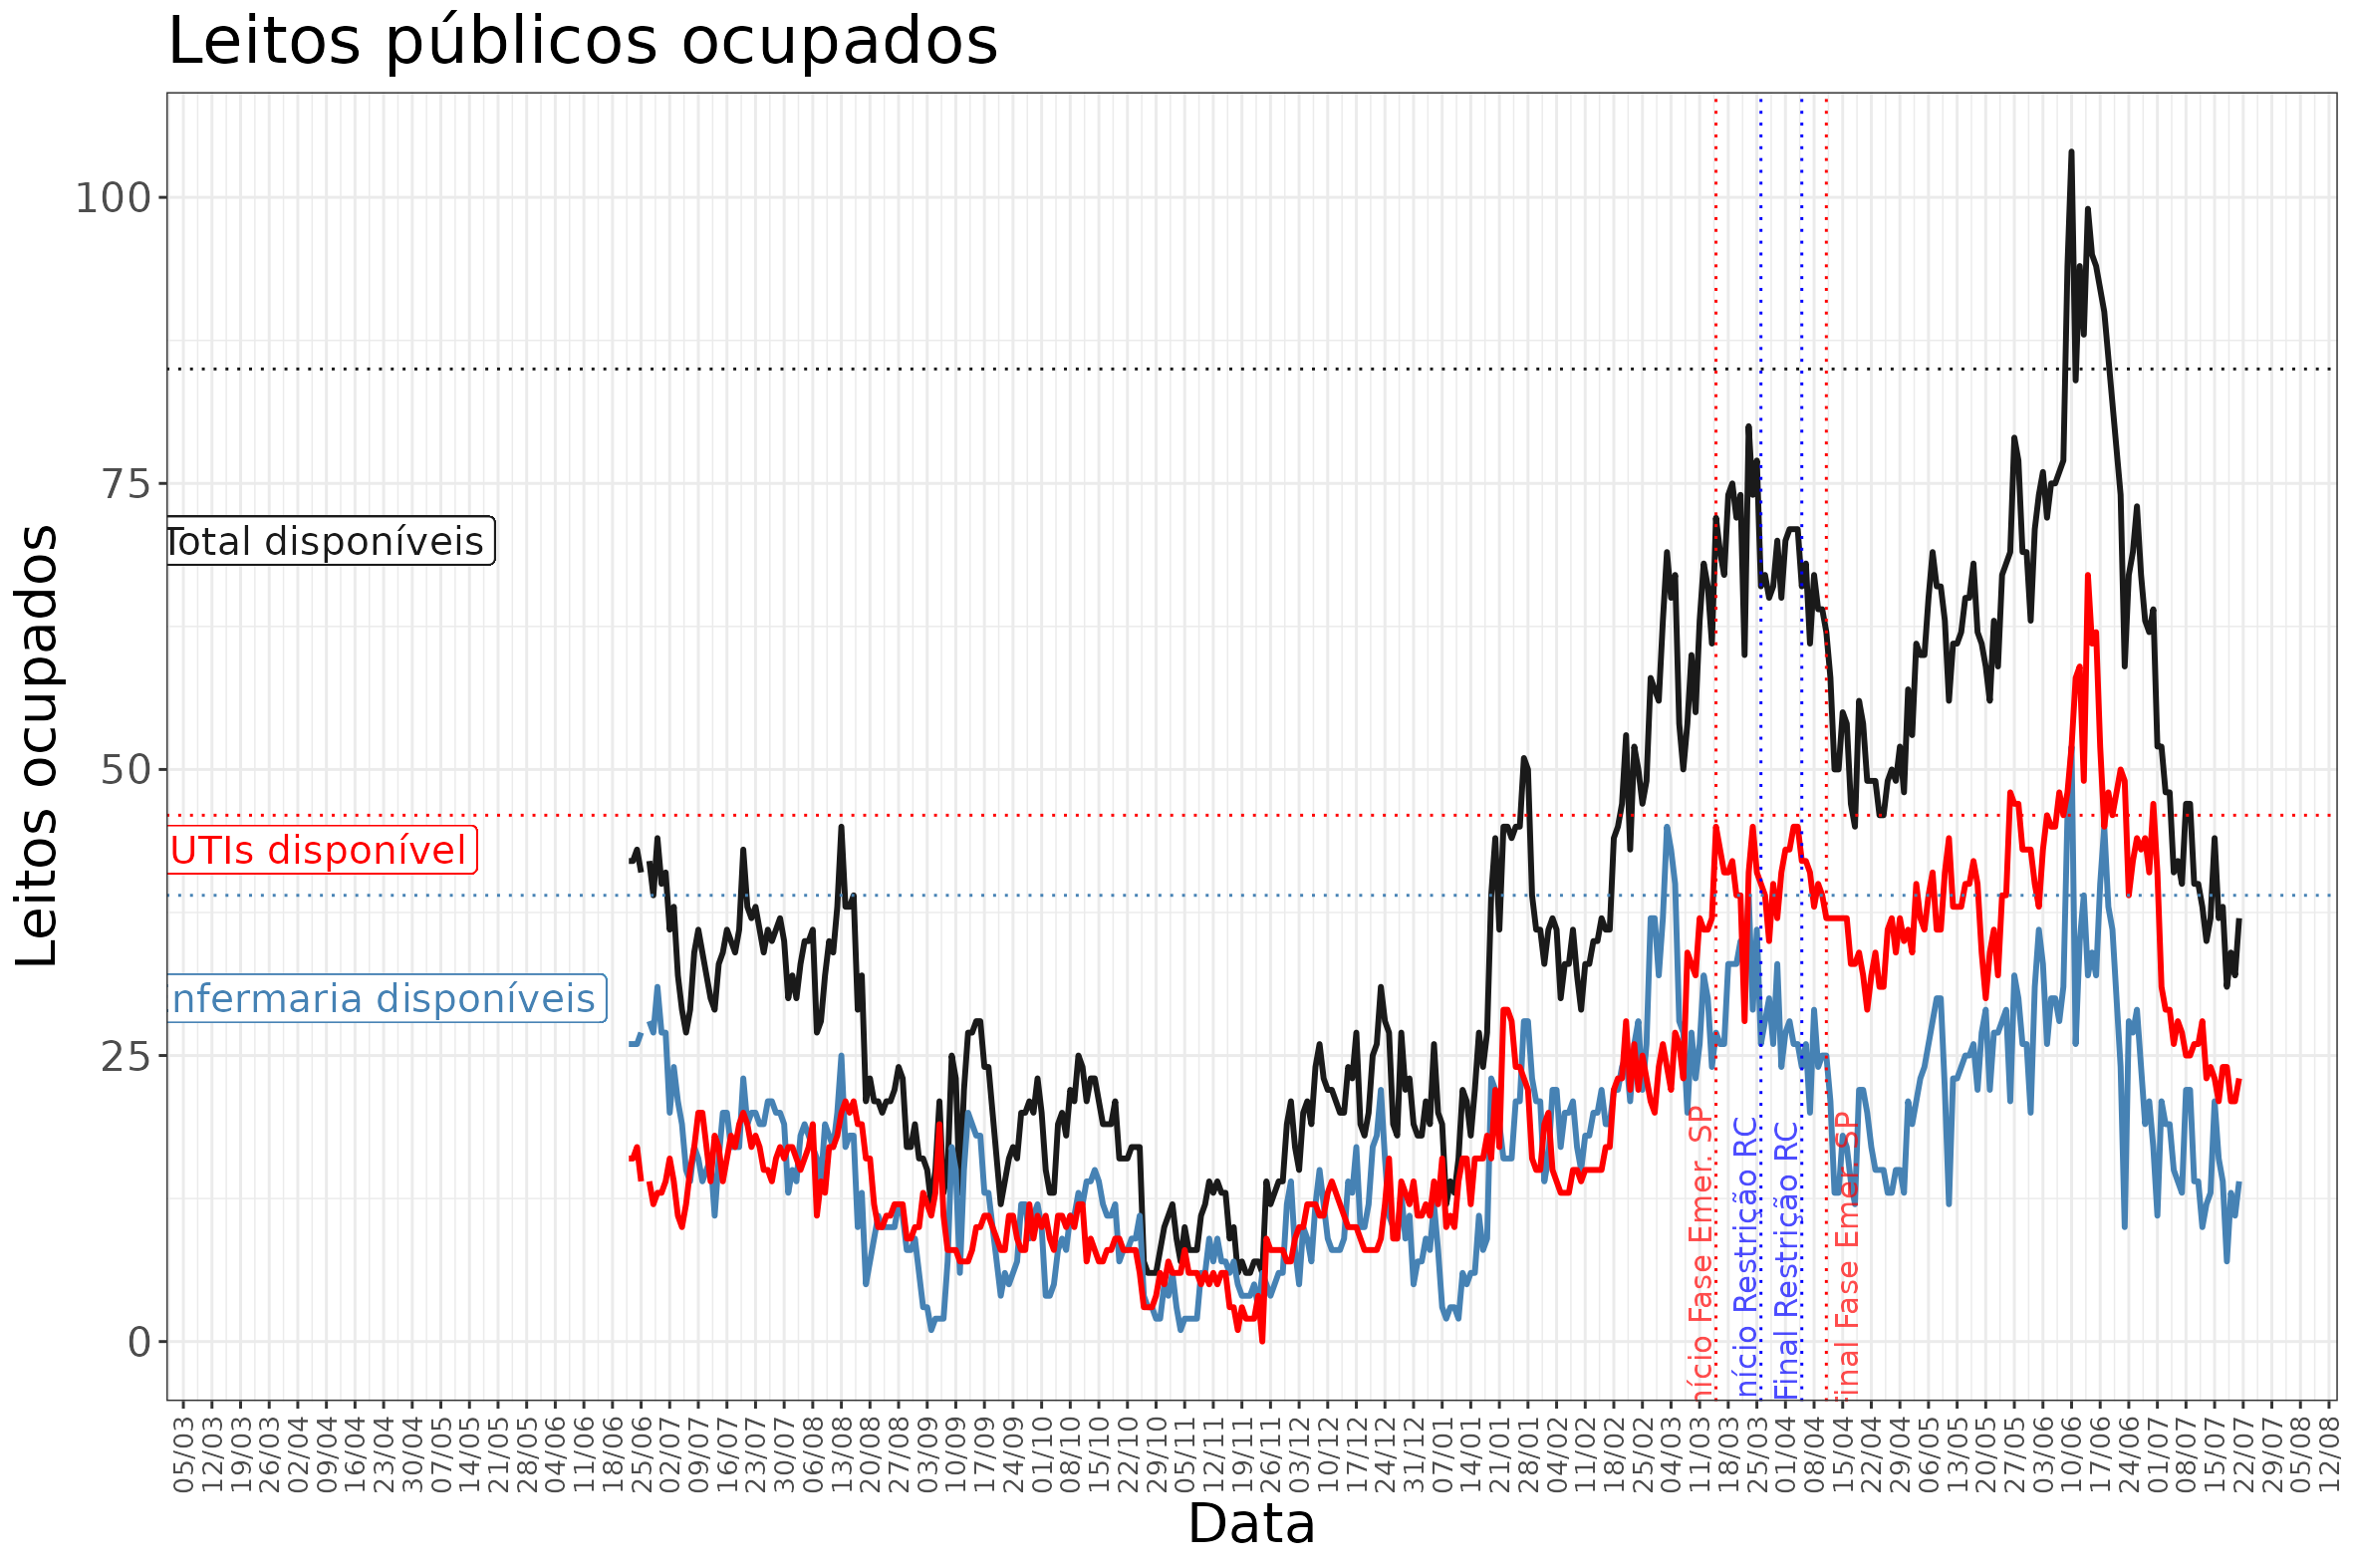 Leitos públicos ocupados
Leitos ocupados
100
75
50
25
0
Total disponíveis
UTIs disponível
nfermaria disponíveis
nício Fase Emer. SP
nício Restrição RC
Final Restrição RC
inal Fase Emer. SP
05/03 12/03 19/03 26/03 02/04 09/04 16/04 23/04 30/04 07/05 14/05 21/05 28/05 04/06 11/06 18/06 25/06 02/07 09/07 16/07 23/07 30/07 06/08 13/08 20/08 27/08 03/09 10/09 17/09 24/09 01/10 08/10 15/10 22/10 29/10 05/11 12/11 19/11 26/11 03/12 10/12 17/12 24/12 31/12 07/01 14/01 21/01 28/01 04/02 11/02 18/02 25/02 04/03 11/03 18/03 25/03 01/04 08/04 15/04 22/04 29/04 06/05 13/05 20/05 27/05 03/06 10/06 17/06 24/06 01/07 08/07 15/07 22/07 29/07 05/08 12/08
Data